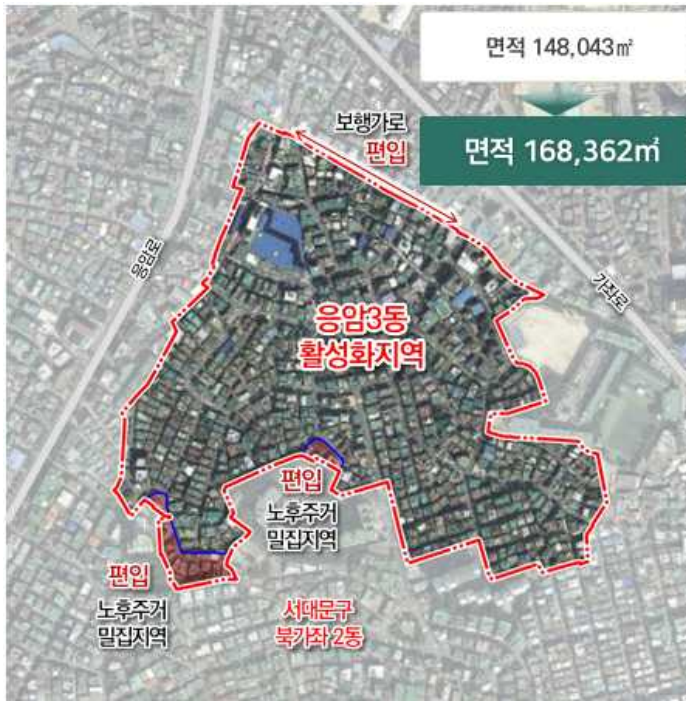 면적 148,043㎡
면적 168,362㎡
보행가로
편입
응암로
가좌로
응암3동
활성화지역
편입
노후주거
밀집지역
편입
노후주거
밀집지역
서대문구
북가좌 2동